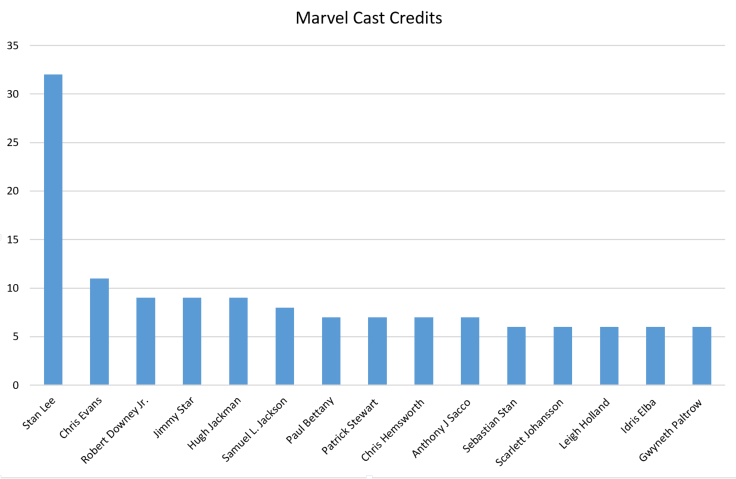 Marvel Cast Credits
35
30
25
20
15
10
5
0
Stan Lee
Chris Evans
Robert Downey Jr.
Jimmy Star
Hugh Jackman
Samuel L. Jackson
Paul Bettany
Patrick Stewart
Chris Hemsworth
Anthony J Sacco
Sebastian Stan
Scarlett Johansson
Leigh Holland
Idris Elba
Gwyneth Paltrow